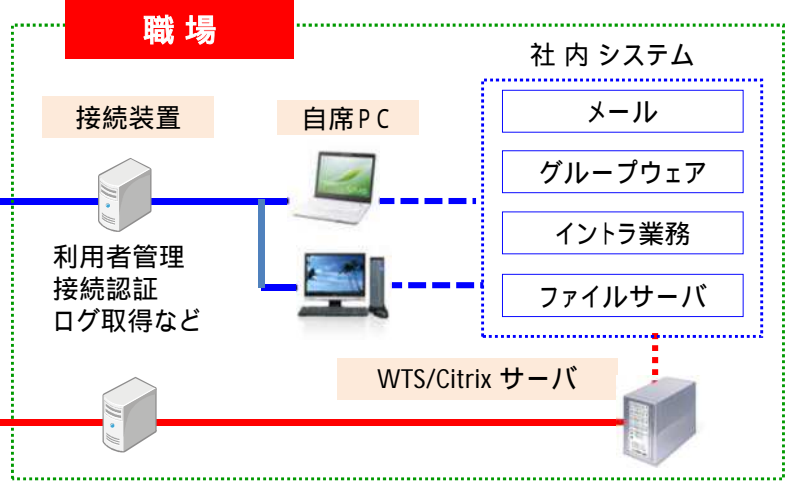 職 場
社 内 システム
接続装置
自席PC
メール
グループウェア
イントラ業務
ファイルサーバ
利用者管理
接続認証
ログ取得など
WTS/Citrix サーバ